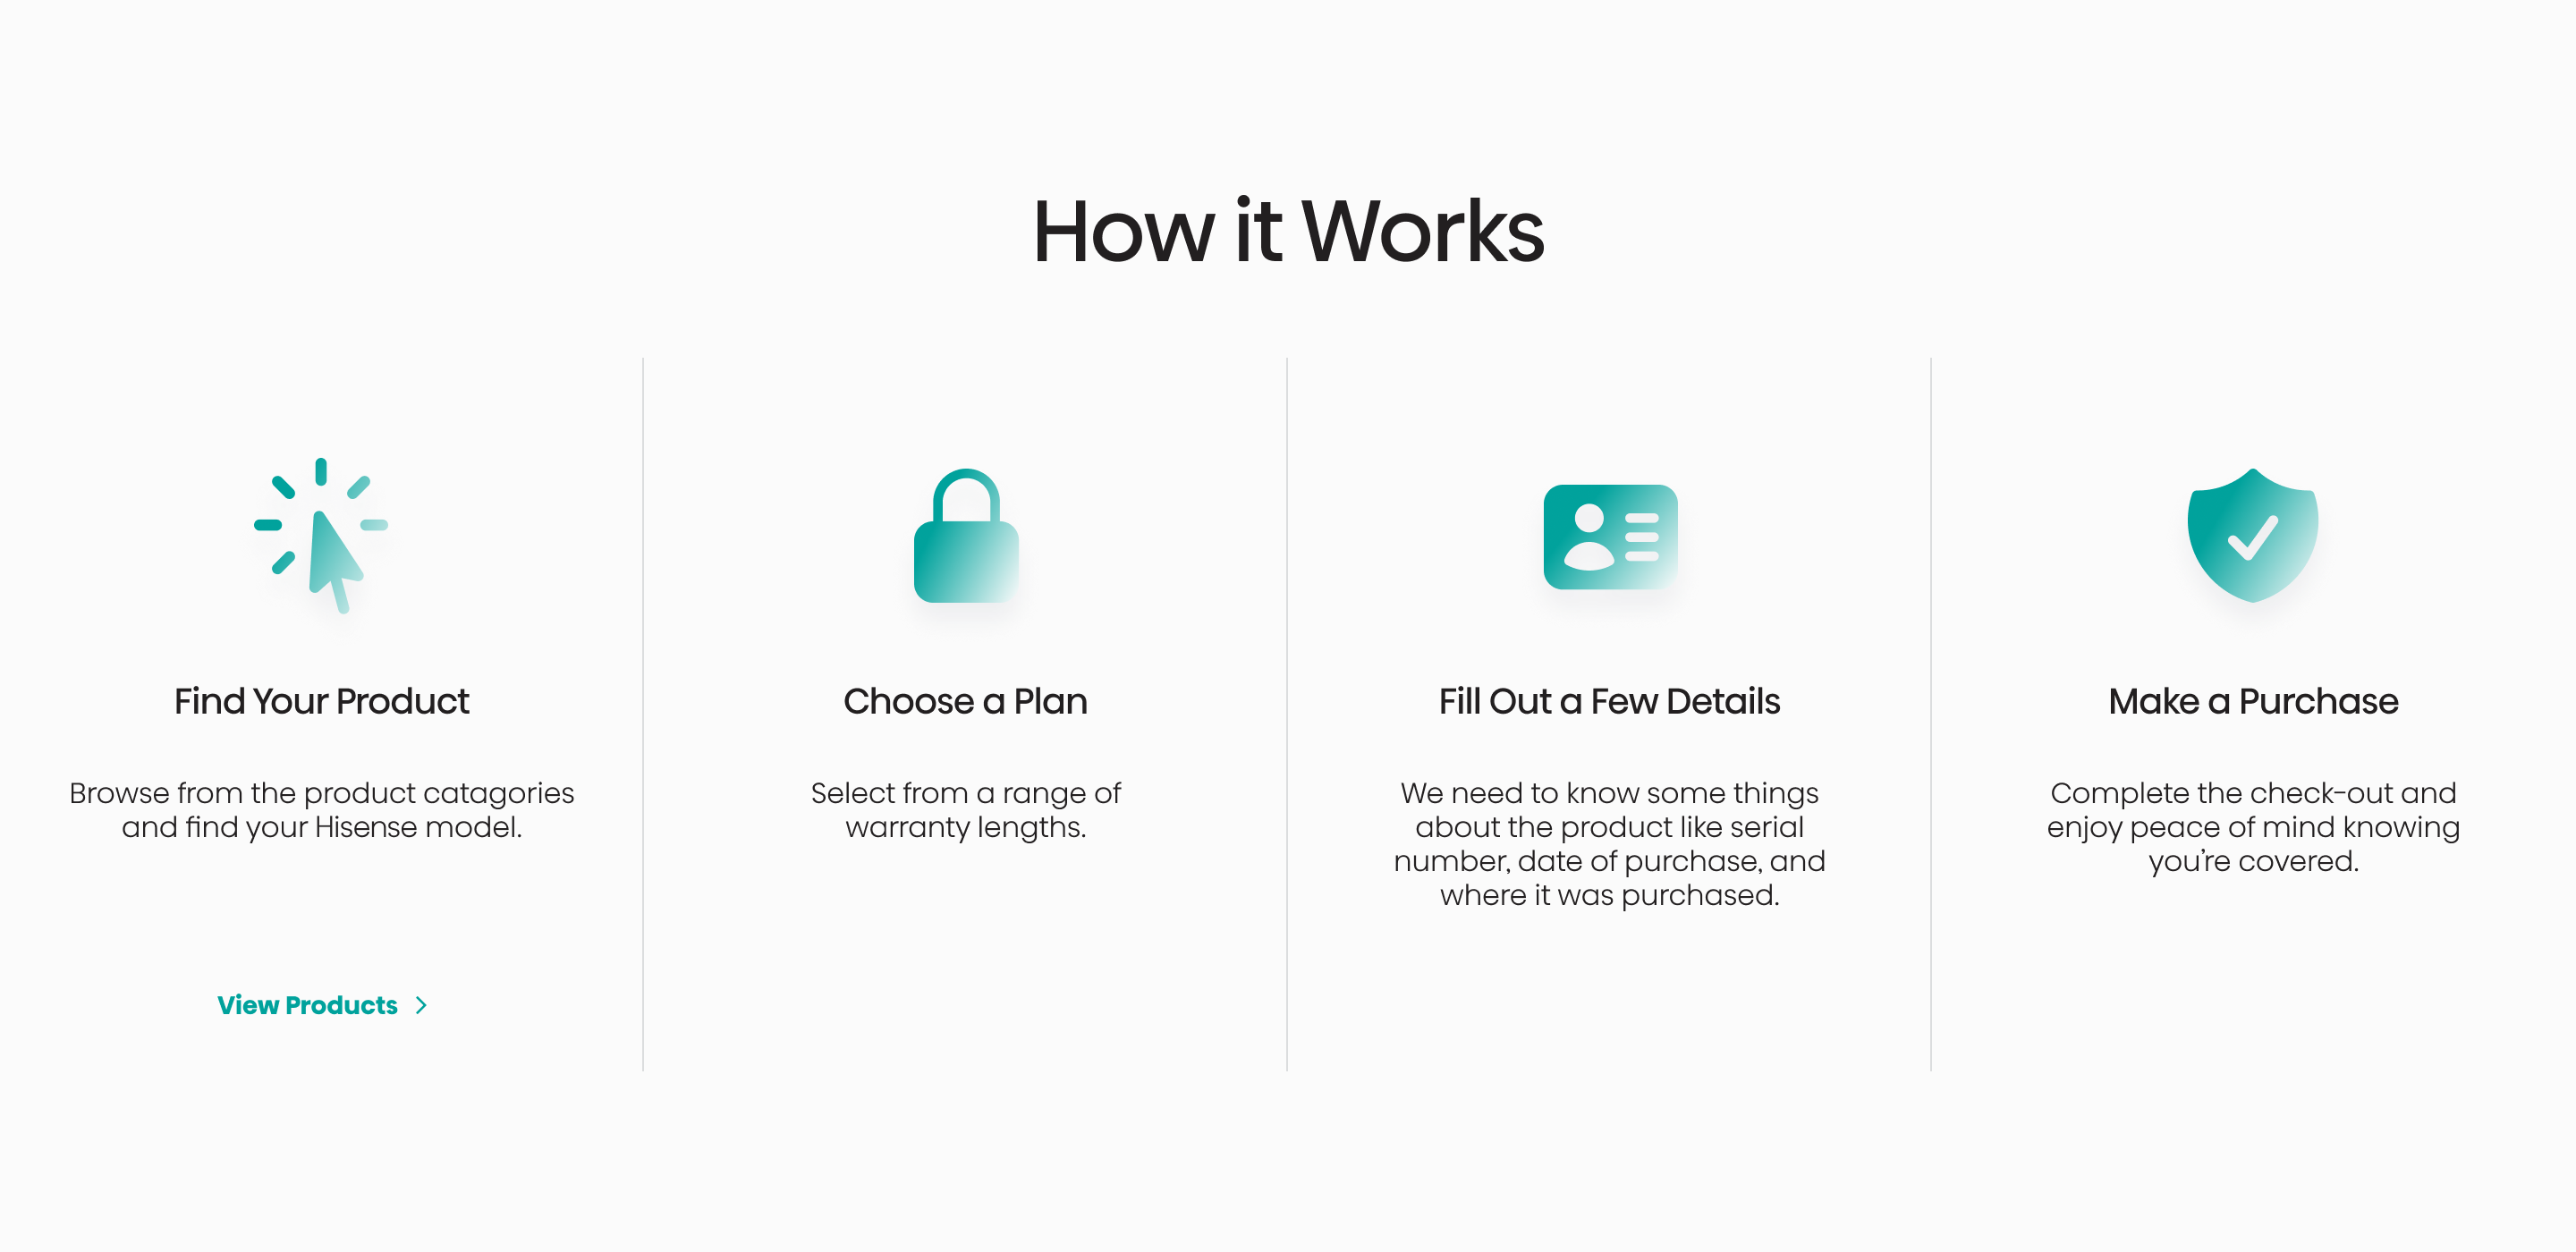 How it Works
Find Your Product
Browse from the product catagories
and find your Hisense model.
View Products
Choose a Plan
Select from a range of
warranty lengths.
Fill Out a Few Details
We need to know some things
about the product like serial
number, date of purchase, and
where it was purchased.
Make a Purchase
Complete the check-out and
enjoy peace of mind knowing
you’re covered.